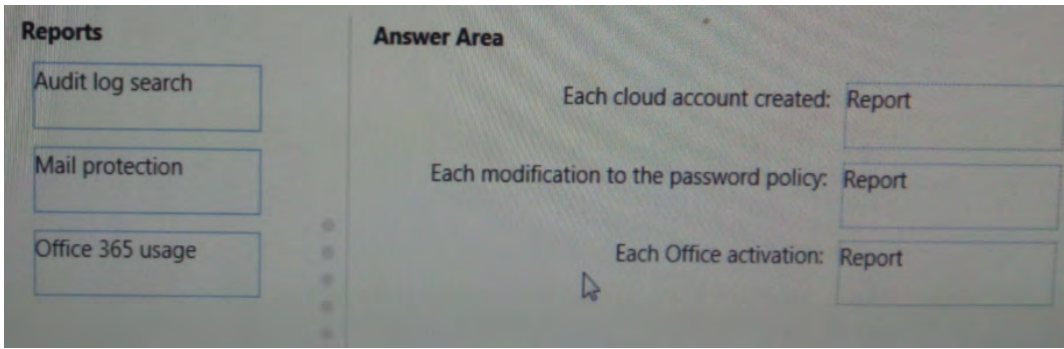 Reports
Audit log search
Mail protection
Office 365 usage
Answer Area
Each cloud account created: Report
Each modification to the password policy: Report
Each Office activation: Report